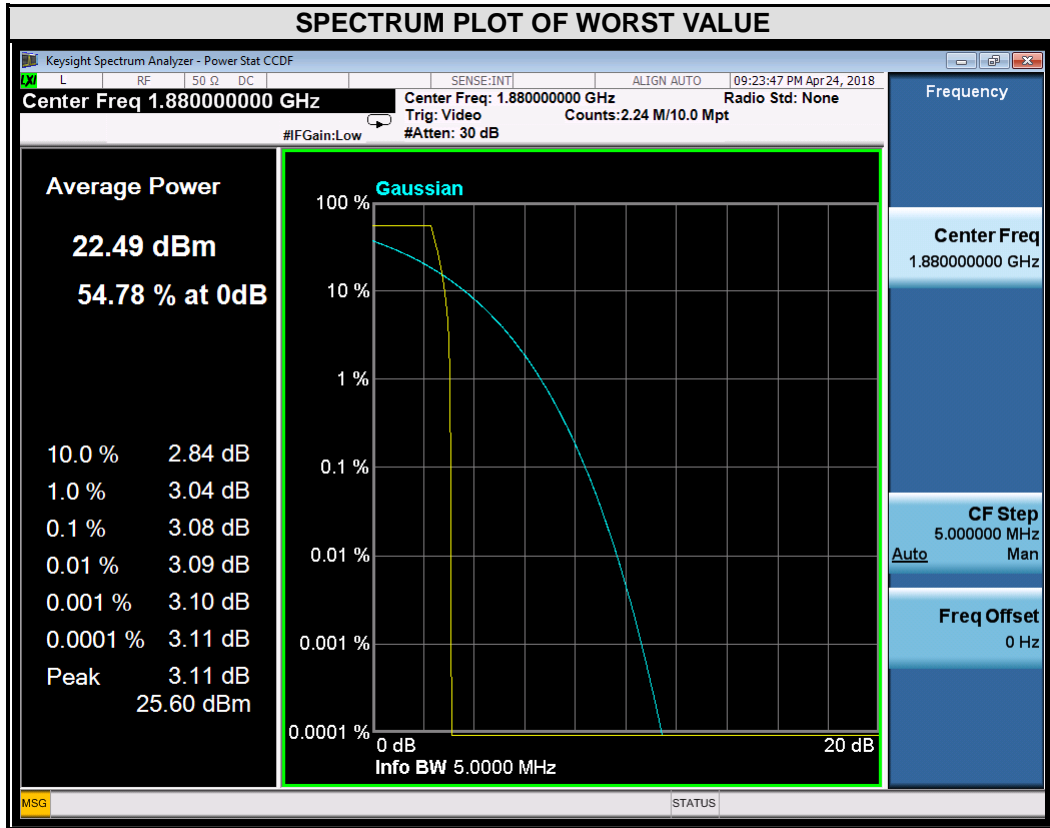 SPECTRUM PLOT OF WORST VALUE
Keysight Spectrum Analyzer - Power Stat CCDF
LXI L RF 50 Ω DC SENSE:INT ALIGN AUTO 09:23:47 PM Apr 24, 2018
Center Freq 1.880000000 GHz
Center Freq: 1.880000000 GHz Radio Std: None
Trig: Video Counts:2.24 M/10.0 Mpt
#IFGain:Low #Atten: 30 dB
Average Power
22.49 dBm
54.78 % at 0dB
10.0 % 2.84 dB
1.0 % 3.04 dB
0.1 % 3.08 dB
0.01 % 3.09 dB
0.001 % 3.10 dB
0.0001 % 3.11 dB
Peak 3.11 dB
25.60 dBm
Gaussian
100 %
10 %
1 %
0.1 %
0.01 %
0.001 %
0.0001 %
0 dB 20 dB
Info BW 5.0000 MHz
Frequency
Center Freq
1.880000000 GHz
CF Step
5.000000 MHz
Auto Man
Freq Offset
0 Hz
MSG STATUS